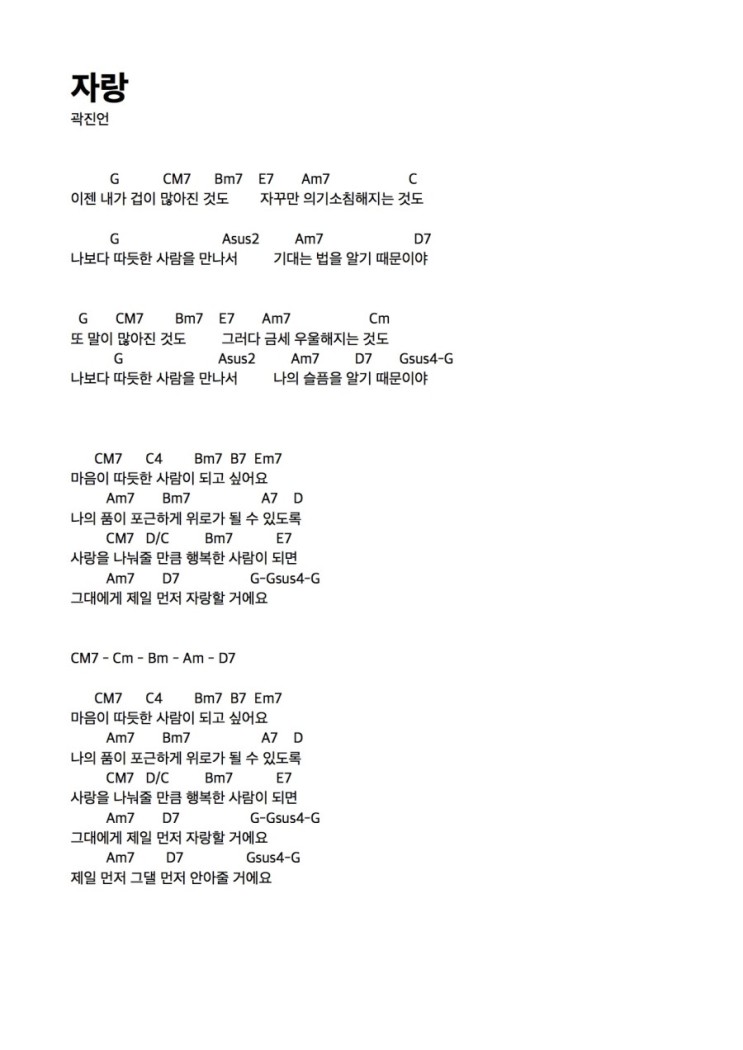 자랑
곽진언
G CM7 Bm7 E7 Am7 C
이젠 내가 겁이 많아진 것도 자꾸만 의기소침해지는 것도
G Asus2 Am7 D7
나보다 따듯한 사람을 만나서 기대는 법을 알기 때문이야
G CM7 Bm7 E7 Am7 Cm
또 말이 많아진 것도 그러다 금세 우울해지는 것도
G Asus2 Am7 D7 Gsus4-G
나보다 따듯한 사람을 만나서 나의 슬픔을 알기 때문이야
CM7 C4 Bm7 B7 Em7
마음이 따듯한 사람이 되고 싶어요
Am7 Bm7 A7 D
나의 품이 포근하게 위로가 될 수 있도록
CM7 D/C Bm7 E7
사랑을 나눠줄 만큼 행복한 사람이 되면
Am7 D7 G-Gsus4-G
그대에게 제일 먼저 자랑할 거에요
CM7 - Cm - Bm - Am - D7
CM7 C4 Bm7 B7 Em7
마음이 따듯한 사람이 되고 싶어요
Am7 Bm7 A7 D
나의 품이 포근하게 위로가 될 수 있도록
CM7 D/C Bm7 E7
사랑을 나눠줄 만큼 행복한 사람이 되면
Am7 D7 G-Gsus4-G
그대에게 제일 먼저 자랑할 거에요
Am7 D7 Gsus4-G
제일 먼저 그댈 먼저 안아줄 거에요